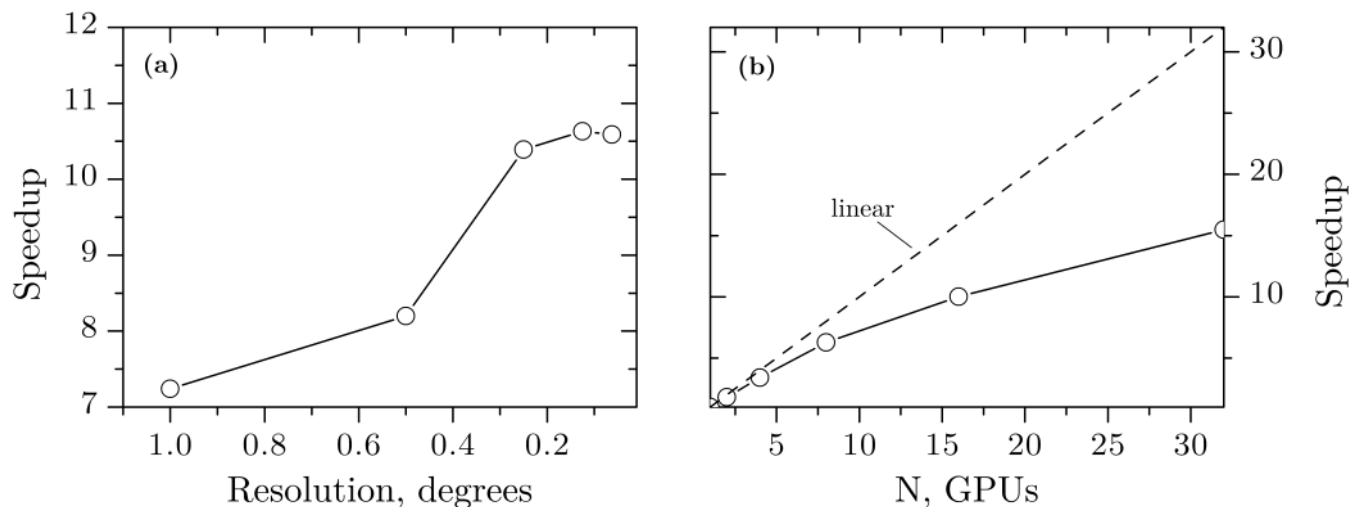 (a)
12
11
10
9
8
7
Speedup
1.0 0.8 0.6 0.4 0.2
Resolution, degrees
(b)
linear
30
20
10
Speedup
5 10 15 20 25 30
N, GPUs